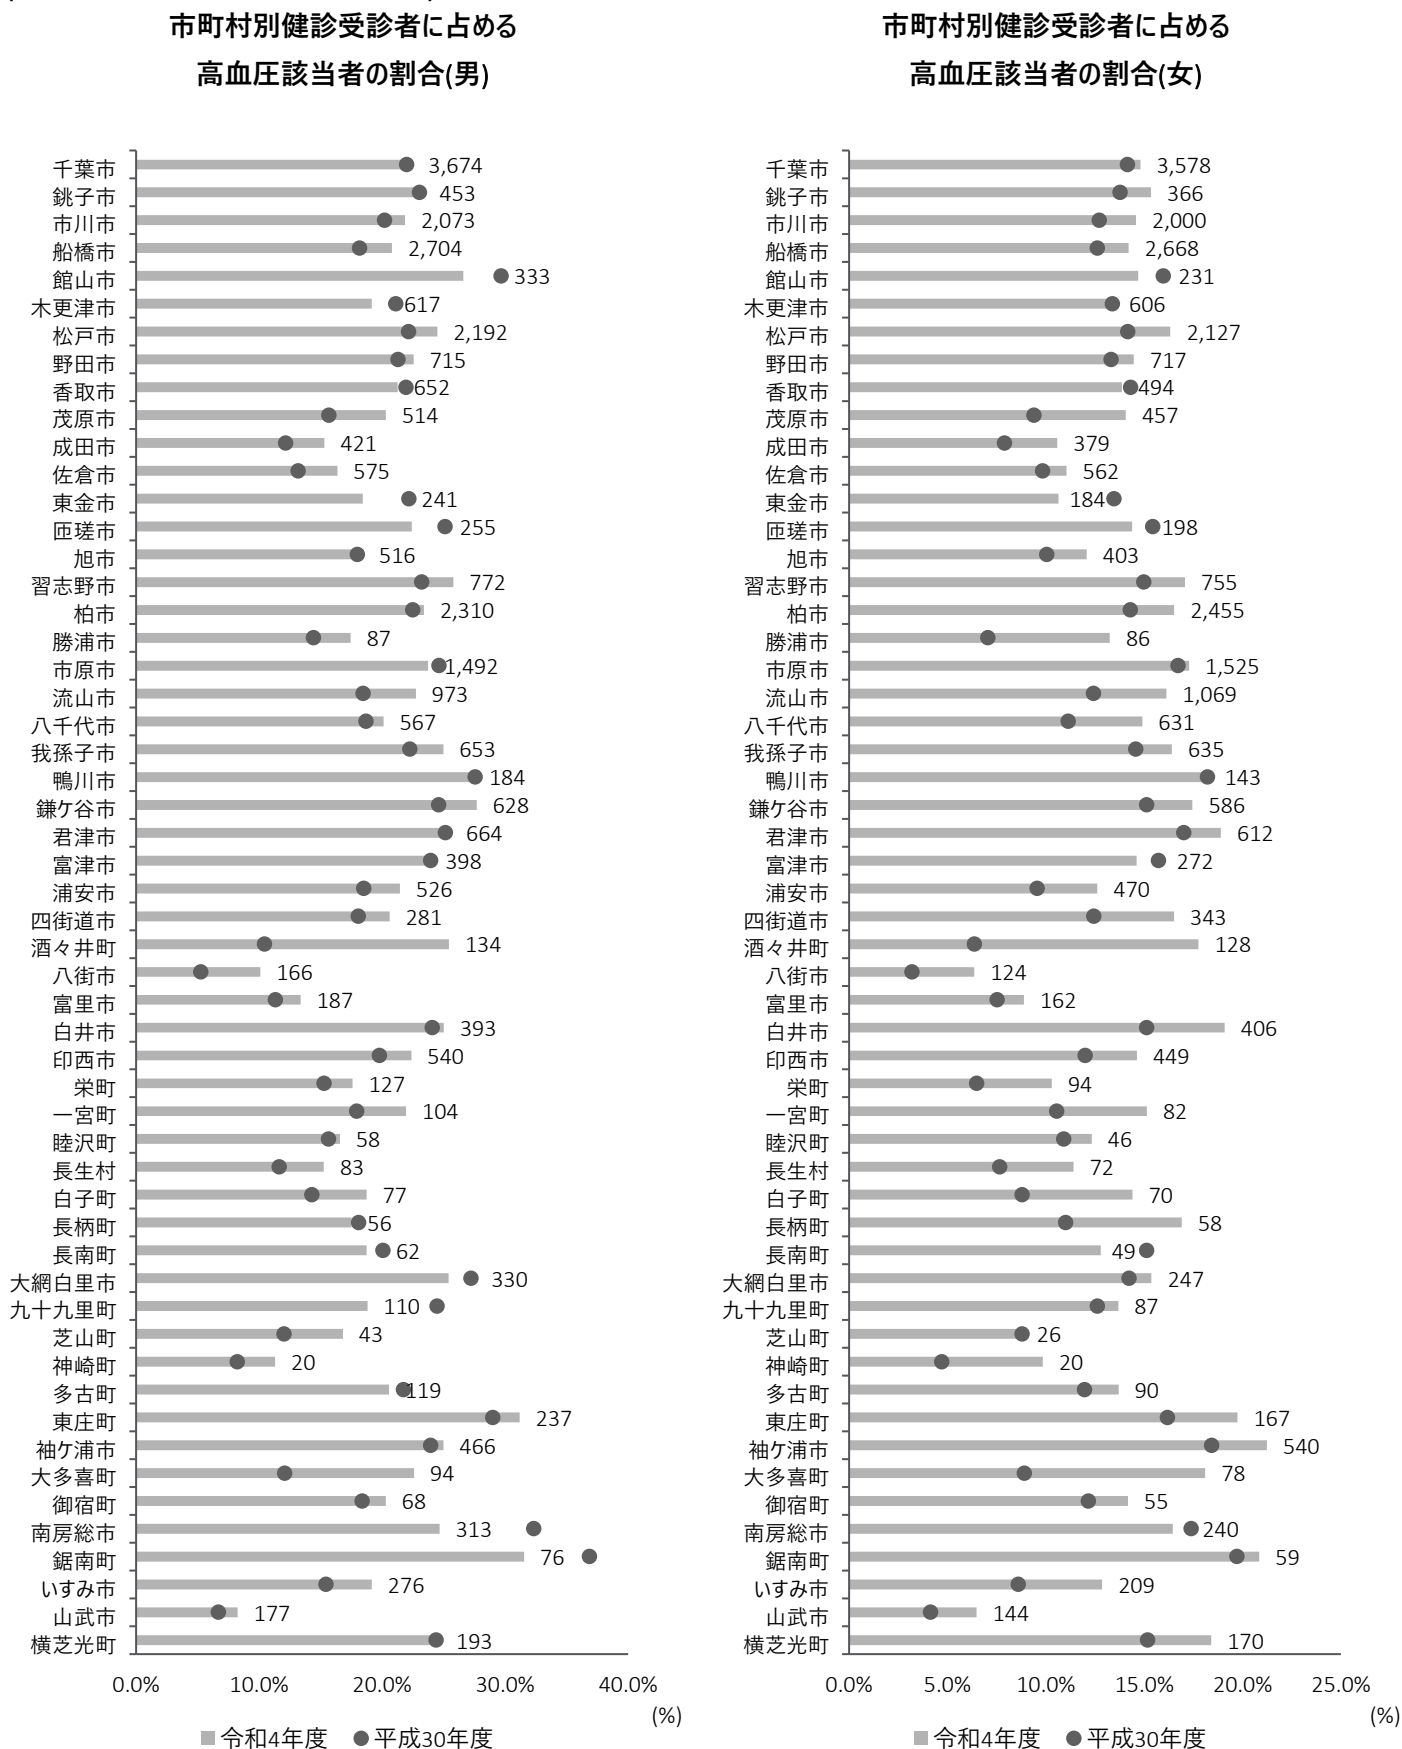 市町村別健診受診者に占める
高血圧該当者の割合(男)
千葉市 3,674
銚子市 453
市川市 2,073
船橋市 2,704
館山市 333
木更津市 617
松戸市 2,192
野田市 715
香取市 652
茂原市 514
成田市 421
佐倉市 575
東金市 241
匝瑳市 255
旭市 516
習志野市 772
柏市 2,310
勝浦市 87
市原市 1,492
流山市 973
八千代市 567
我孫子市 653
鴨川市 184
鎌ケ谷市 628
君津市 664
富津市 398
浦安市 526
四街道市 281
酒々井町 134
八街市 166
富里市 187
白井市 393
印西市 540
栄町 127
一宮町 104
睦沢町 58
長生村 83
白子町 77
長柄町 56
長南町 62
大網白里市 330
九十九里町 110
芝山町 43
神崎町 20
多古町 119
東庄町 237
袖ケ浦市 466
大多喜町 94
御宿町 68
南房総市 313
鋸南町 76
いすみ市 276
山武市 177
横芝光町 193
0.0% 10.0% 20.0% 30.0% 40.0%
(%)
令和4年度 平成30年度
市町村別健診受診者に占める
高血圧該当者の割合(女)
千葉市 3,578
銚子市 366
市川市 2,000
船橋市 2,668
館山市 231
木更津市 606
松戸市 2,127
野田市 717
香取市 494
茂原市 457
成田市 379
佐倉市 562
東金市 184
匝瑳市 198
旭市 403
習志野市 755
柏市 2,455
勝浦市 86
市原市 1,525
流山市 1,069
八千代市 631
我孫子市 635
鴨川市 143
鎌ケ谷市 586
君津市 612
富津市 272
浦安市 470
四街道市 343
酒々井町 128
八街市 124
富里市 162
白井市 406
印西市 449
栄町 94
一宮町 82
睦沢町 46
長生村 72
白子町 70
長柄町 58
長南町 49
大網白里市 247
九十九里町 87
芝山町 26
神崎町 20
多古町 90
東庄町 167
袖ケ浦市 540
大多喜町 78
御宿町 55
南房総市 240
鋸南町 59
いすみ市 209
山武市 144
横芝光町 170
0.0% 5.0% 10.0% 15.0% 20.0% 25.0%
(%)
令和4年度 平成30年度